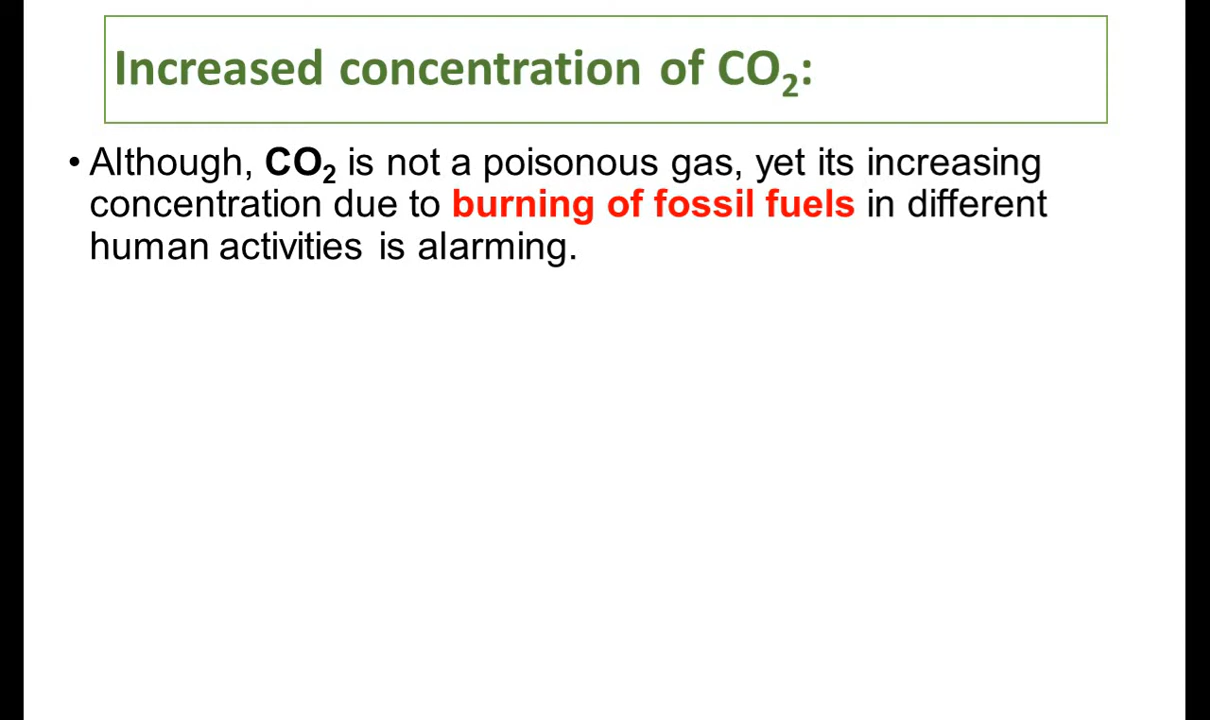 Increased concentration of CO₂:
• Although, CO₂ is not a poisonous gas, yet its increasing
concentration due to burning of fossil fuels in different
human activities is alarming.